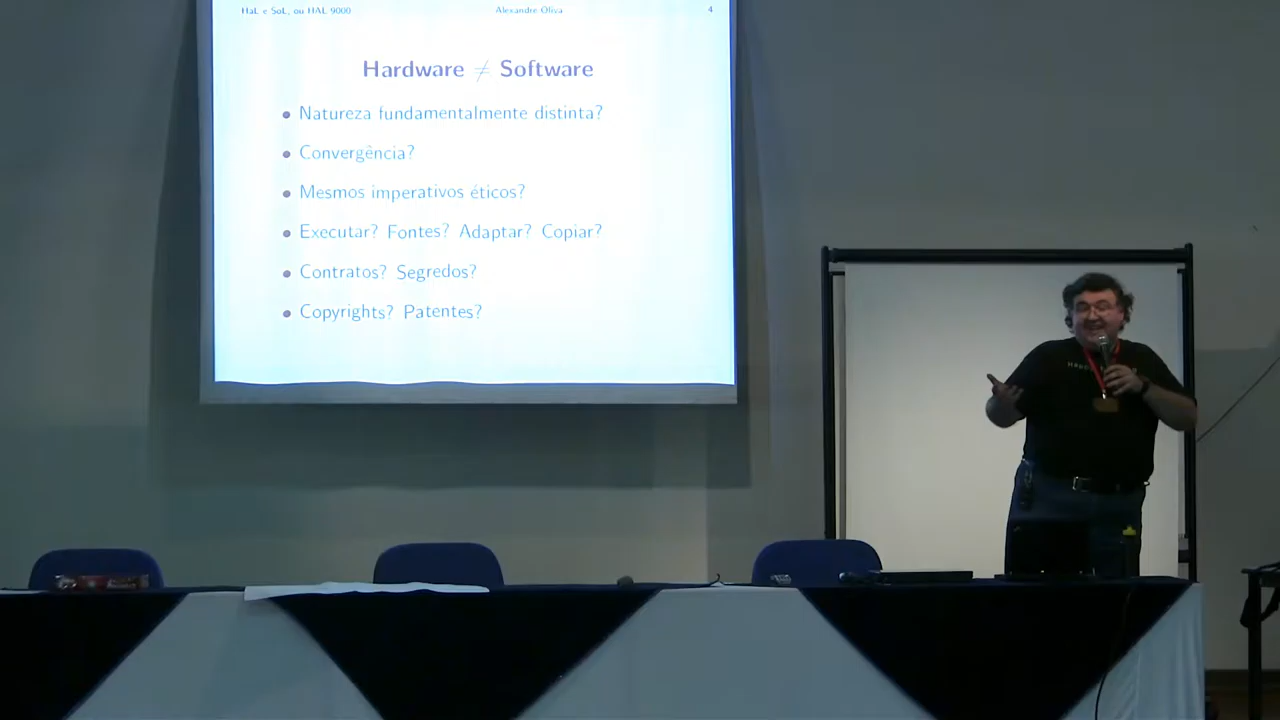 HaL e SoL, ou HAL 9000 Alexandre Oliva 4
Hardware ≠ Software
Natureza fundamentalmente distinta?
Convergência?
Mesmos imperativos éticos?
Executar? Fontes? Adaptar? Copiar?
Contratos? Segredos?
Copyrights? Patentes?